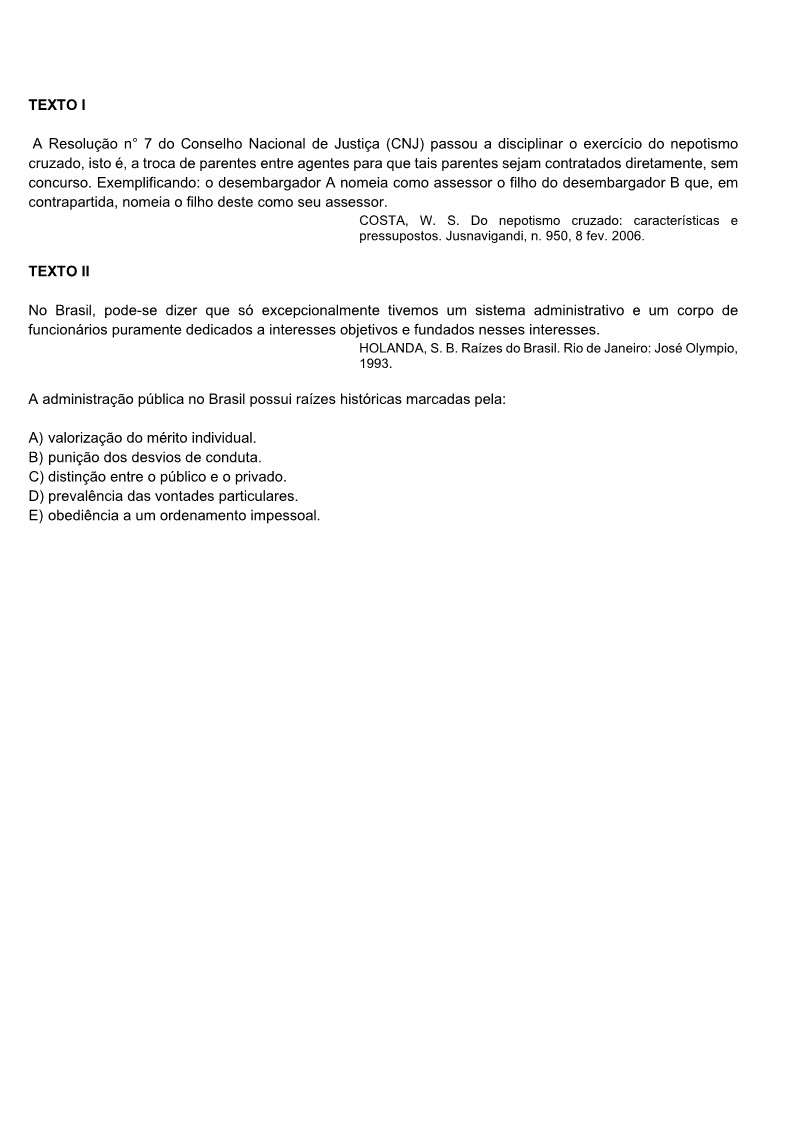 TEXTO I
A Resolução n° 7 do Conselho Nacional de Justiça (CNJ) passou a disciplinar o exercício do nepotismo
cruzado, isto é, a troca de parentes entre agentes para que tais parentes sejam contratados diretamente, sem
concurso. Exemplificando: o desembargador A nomeia como assessor o filho do desembargador B que, em
contrapartida, nomeia o filho deste como seu assessor.
COSTA, W. S. Do nepotismo cruzado: características e
pressupostos. Jusnavigandi, n. 950, 8 fev. 2006.
TEXTO II
No Brasil, pode-se dizer que só excepcionalmente tivemos um sistema administrativo e um corpo de
funcionários puramente dedicados a interesses objetivos e fundados nesses interesses.
HOLANDA, S. B. Raízes do Brasil. Rio de Janeiro: José Olympio,
1993.
A administração pública no Brasil possui raízes históricas marcadas pela:
A) valorização do mérito individual.
B) punição dos desvios de conduta.
C) distinção entre o público e o privado.
D) prevalência das vontades particulares.
E) obediência a um ordenamento impessoal.